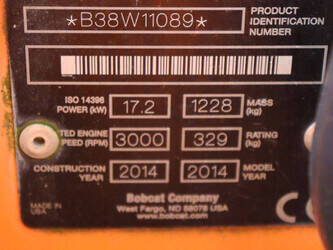 *B38W11089*
PRODUCT
IDENTIFICATION
NUMBER
ISO 14396
POWER (kW) 17.2 1228 MASS
(kg)
TED ENGINE
PEED (RPM) 3000 329 RATING
(kg)
CONSTRUCTION
YEAR 2014 2014 MODEL
YEAR
MADE IN
USA
Bobcat Company
West Fargo, ND 58078 USA
www.bobcat.com
C